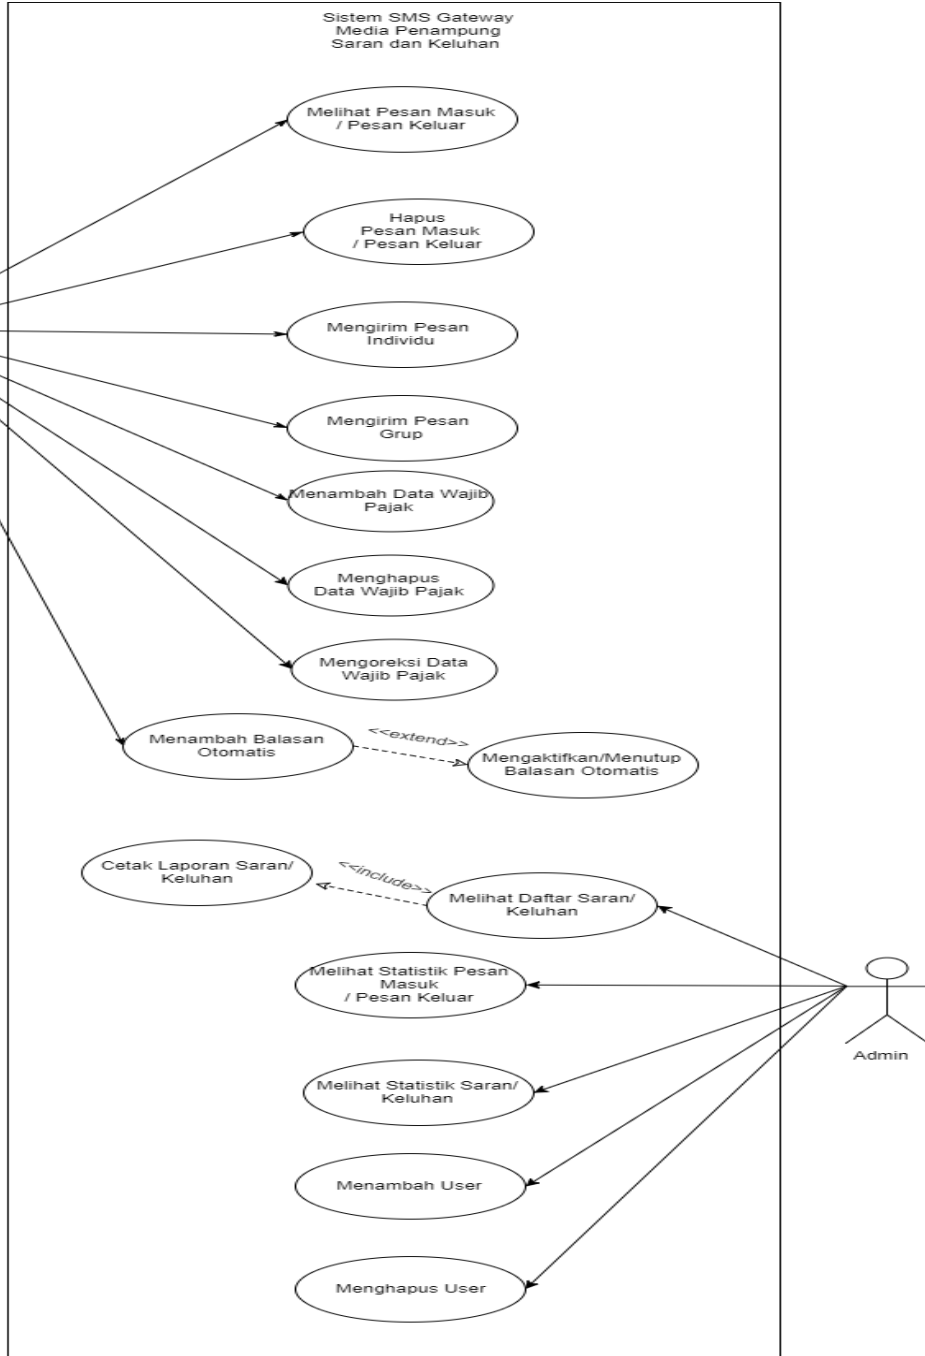 Sistem SMS Gateway
Media Penampung
Saran dan Keluhan
Melihat Pesan Masuk
/ Pesan Keluar
Hapus
Pesan Masuk
/ Pesan Keluar
Mengirim Pesan
Individu
Mengirim Pesan
Grup
Menambah Data Wajib
Pajak
Menghapus
Data Wajib Pajak
Mengoreksi Data
Wajib Pajak
Menambah Balasan
Otomatis
<<extend>>
Mengaktifkan/Menutup
Balasan Otomatis
Cetak Laporan Saran/
Keluhan
<<include>>
Melihat Daftar Saran/
Keluhan
Melihat Statistik Pesan
Masuk
/ Pesan Keluar
Admin
Melihat Statistik Saran/
Keluhan
Menambah User
Menghapus User